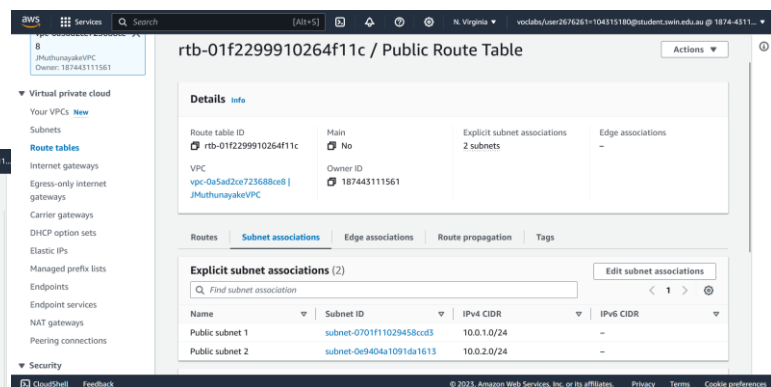 aws Services Search [Alt+S] N. Virginia voclabs/user2676261=104315180@student.swin.edu.au @ 1874-4311...
8
JMuthunayakeVPC
Owner: 187443111561
Virtual private cloud
Your VPCs New
Subnets
Route tables
Internet gateways
Egress-only internet
gateways
Carrier gateways
DHCP option sets
Elastic IPs
Managed prefix lists
Endpoints
Endpoint services
NAT gateways
Peering connections
Security
rtb-01f2299910264f11c / Public Route Table
Actions
Details Info
Route table ID Main Explicit subnet associations Edge associations
rtb-01f2299910264f11c No 2 subnets –
VPC Owner ID
vpc-0a5ad2ce723688ce8 | 187443111561
JMuthunayakeVPC
Routes Subnet associations Edge associations Route propagation Tags
Explicit subnet associations (2) Edit subnet associations
Find subnet association 1
Name Subnet ID IPv4 CIDR IPv6 CIDR
Public subnet 1 subnet-0701f11029458ccd3 10.0.1.0/24 –
Public subnet 2 subnet-0e9404a1091da1613 10.0.2.0/24 –
CloudShell Feedback © 2023, Amazon Web Services, Inc. or its affiliates. Privacy Terms Cookie preferences